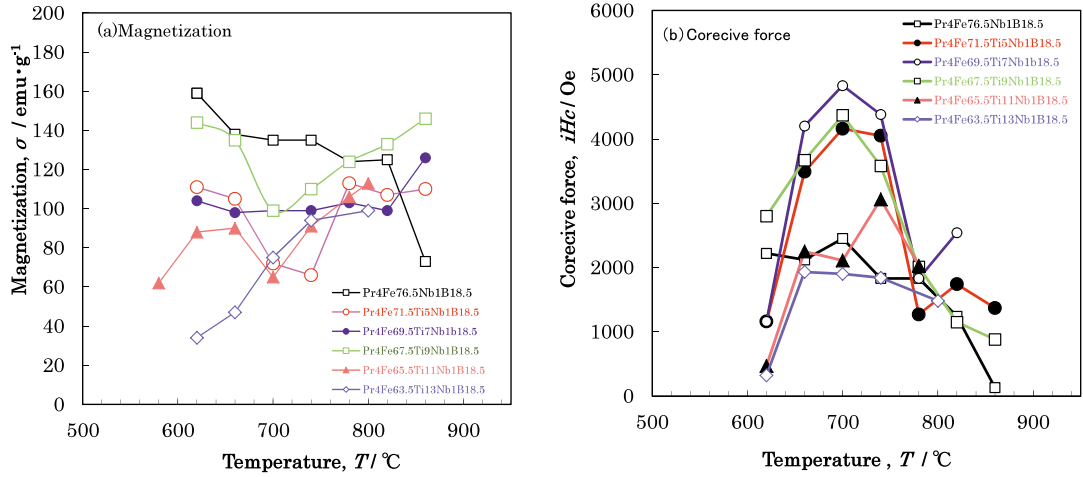 (a)Magnetization
200
180
160
140
120
100
80
60
40
20
0
500
600
700
800
900
Magnetization, σ / emu・g-1
Temperature, T / ℃
Pr4Fe76.5Nb1B18.5
Pr4Fe71.5Ti5Nb1B18.5
Pr4Fe69.5Ti7Nb1b18.5
Pr4Fe67.5Ti9Nb1B18.5
Pr4Fe65.5Ti11Nb1B18.5
Pr4Fe63.5Ti13Nb1B18.5
(b) Corecive force
6000
5000
4000
3000
2000
1000
0
500
600
700
800
900
Corecive force, iHc / Oe
Temperature , T / ℃
Pr4Fe76.5Nb1B18.5
Pr4Fe71.5Ti5Nb1B18.5
Pr4Fe69.5Ti7Nb1b18.5
Pr4Fe67.5Ti9Nb1B18.5
Pr4Fe65.5Ti11Nb1B18.5
Pr4Fe63.5Ti13Nb1B18.5